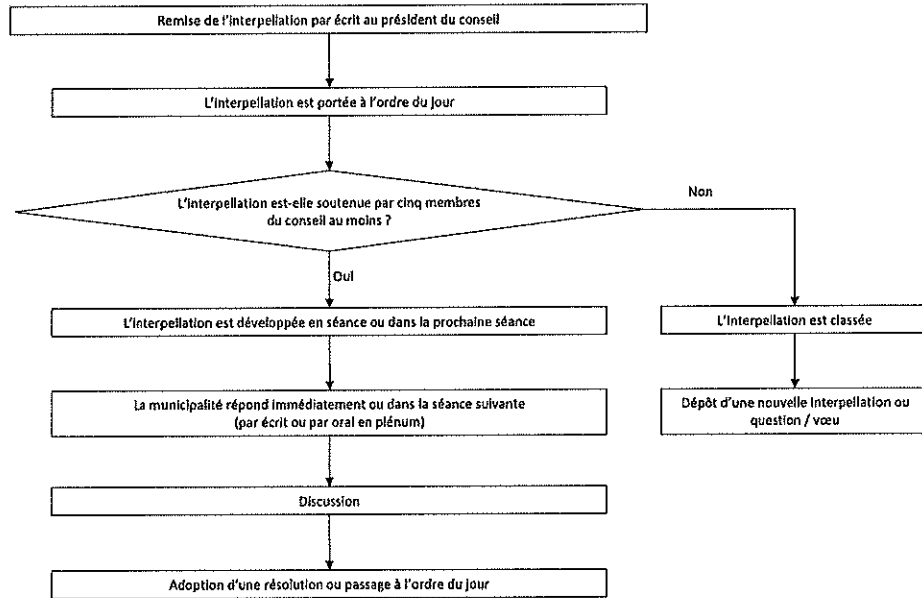 Remise de l'interpellation par écrit au président du conseil
L'interpellation est portée à l'ordre du jour
L'interpellation est-elle soutenue par cinq membres
du conseil au moins ?
Non
Oui
L'interpellation est développée en séance ou dans la prochaine séance
L'interpellation est classée
La municipalité répond immédiatement ou dans la séance suivante
(par écrit ou par oral en plénum)
Dépôt d'une nouvelle interpellation ou
question / vœu
Discussion
Adoption d'une résolution ou passage à l'ordre du jour